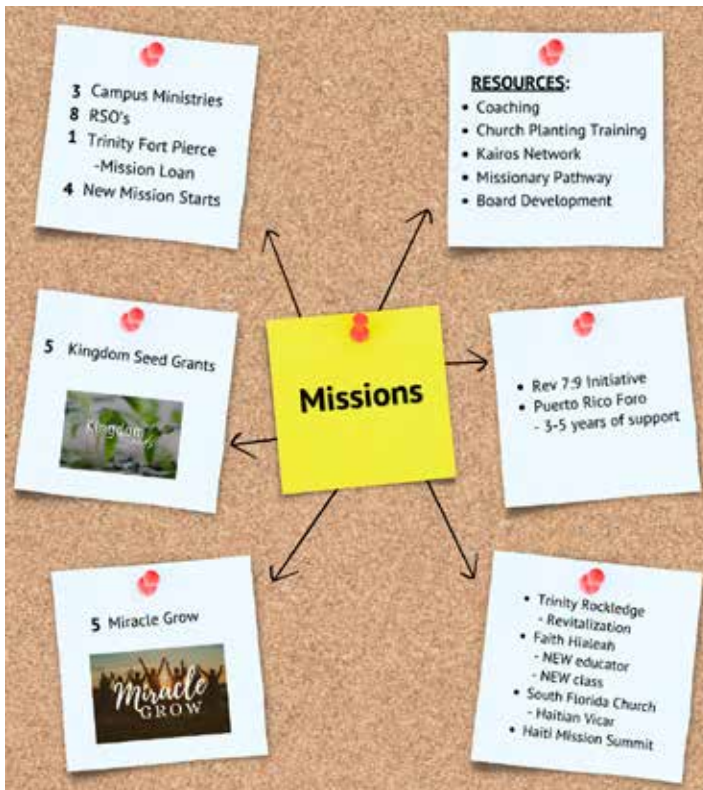 3 Campus Ministries
8 RSO's
1 Trinity Fort Pierce
-Mission Loan
4 New Mission Starts
RESOURCES:
• Coaching
• Church Planting Training
• Kairos Network
• Missionary Pathway
• Board Development
5 Kingdom Seed Grants
Kingdom
Missions
• Rev 7:9 Initiative
• Puerto Rico Foro
- 3-5 years of support
5 Miracle Grow
Miracle
GROW
• Trinity Rockledge
- Revitalization
• Faith Hialeah
- NEW educator
- NEW class
• South Florida Church
- Haitian Vicar
• Haiti Mission Summit